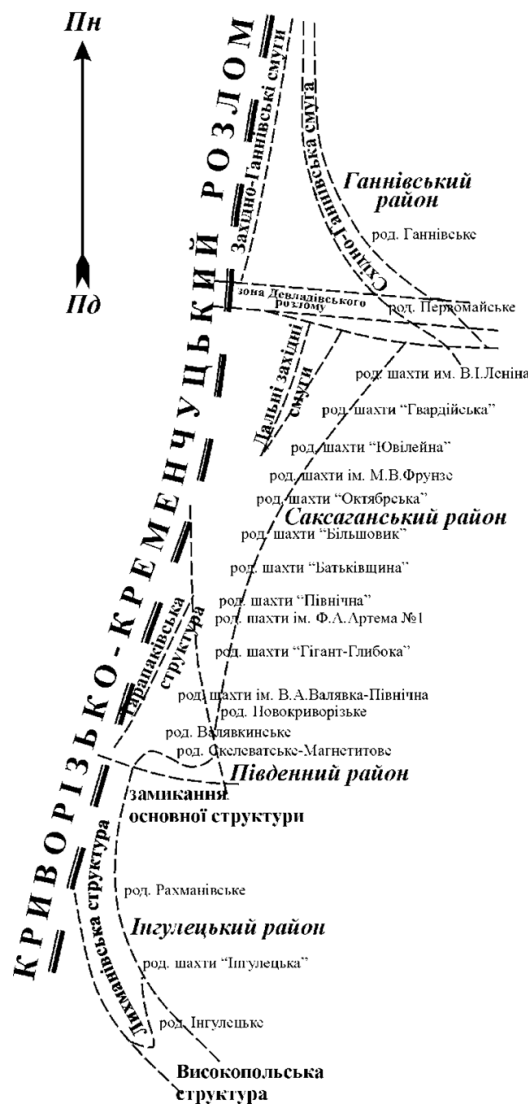 Пн
Пд
КРИВОРІЗЬКО-КРЕМЕНЧУЦЬКИЙ РОЗЛОМ
Західно-Ганнівські смуги
Східно-Ганнівська смуга
Ганнівський
район
род. Ганнівське
зона Девладівського
розлому
род. Первомайське
Дальні західні
смуги
род. шахти им. В.І.Леніна
род. шахти "Гвардійська"
род. шахти "Ювілейна"
род. шахти ім. М.В.Фрунзе
род. шахти "Октябрська"
Саксаганський район
род. шахти "Більшовик"
род. шахти "Батьківщина"
род. шахти "Північна"
род. шахти ім. Ф.А.Артема №1
род. шахти "Гігант-Глибока"
Тарапаківська
структура
род. шахти ім. В.А.Валявка-Північна
род. Новокриворізьке
род. Валявкинське
род. Скелеватське-Магнетитове
Південний район
замикання
основної структури
Лихманівська структура
род. Рахманівське
Інгулецький район
род. шахти "Інгулецька"
род. Інгулецьке
Високопольська
структура